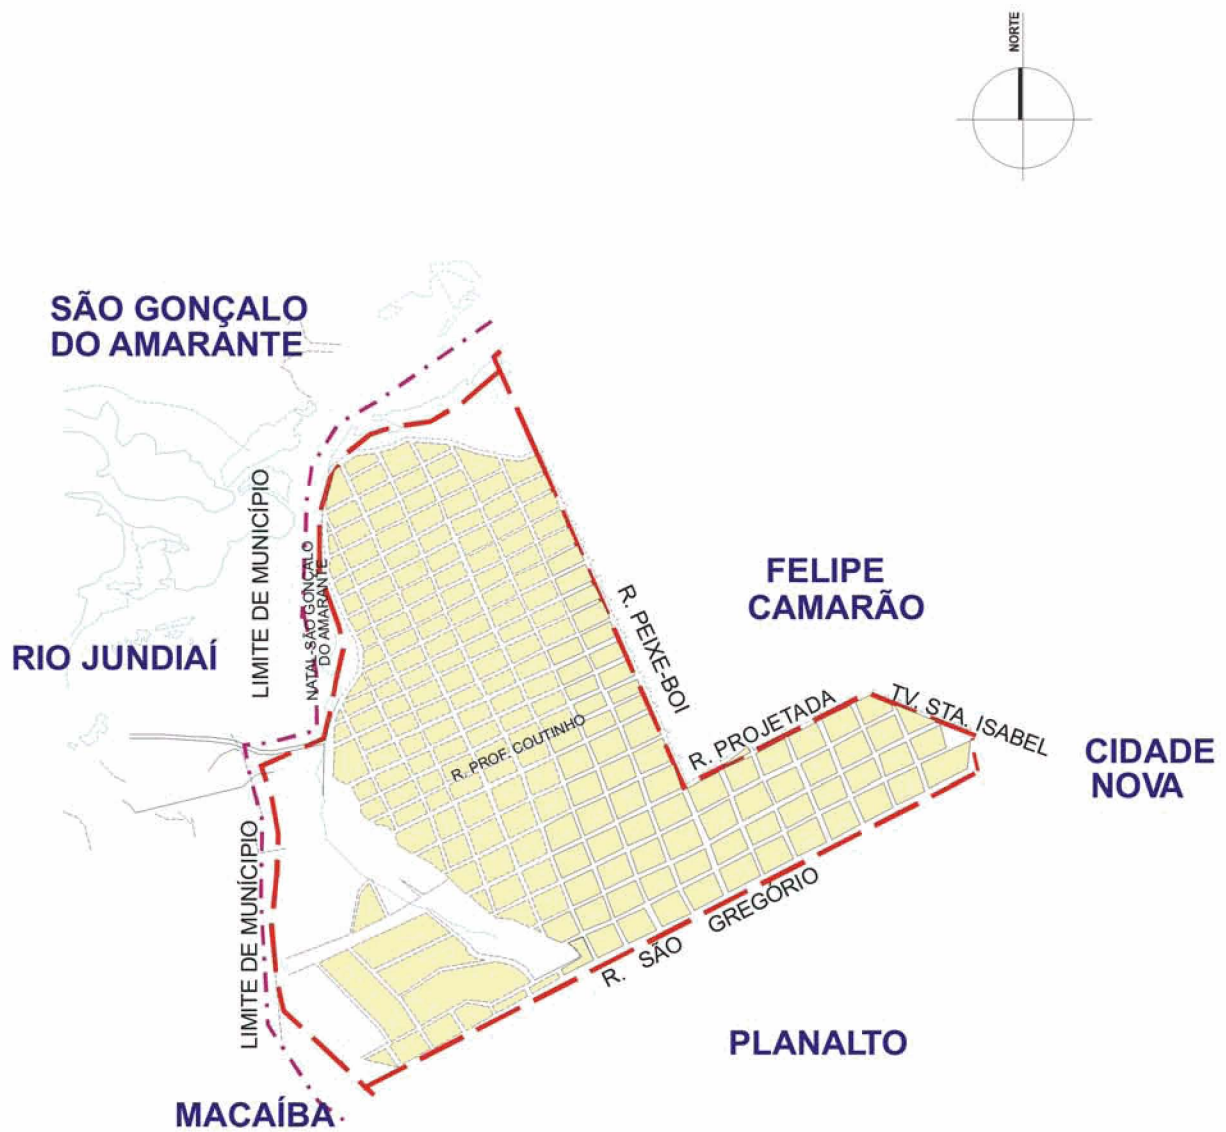 NORTE
SÃO GONÇALO
DO AMARANTE
LIMITE DE MUNICÍPIO
NATAL-SÃO GONÇALO
DO AMARANTE
FELIPE
CAMARÃO
R. PEIXE-BOI
RIO JUNDIAÍ
R. PROJETADA
TV. STA. ISABEL
R. PROF. COUTINHO
CIDADE
NOVA
LIMITE DE MUNÍCIPIO
R. SÃO GREGÓRIO
PLANALTO
MACAÍBA